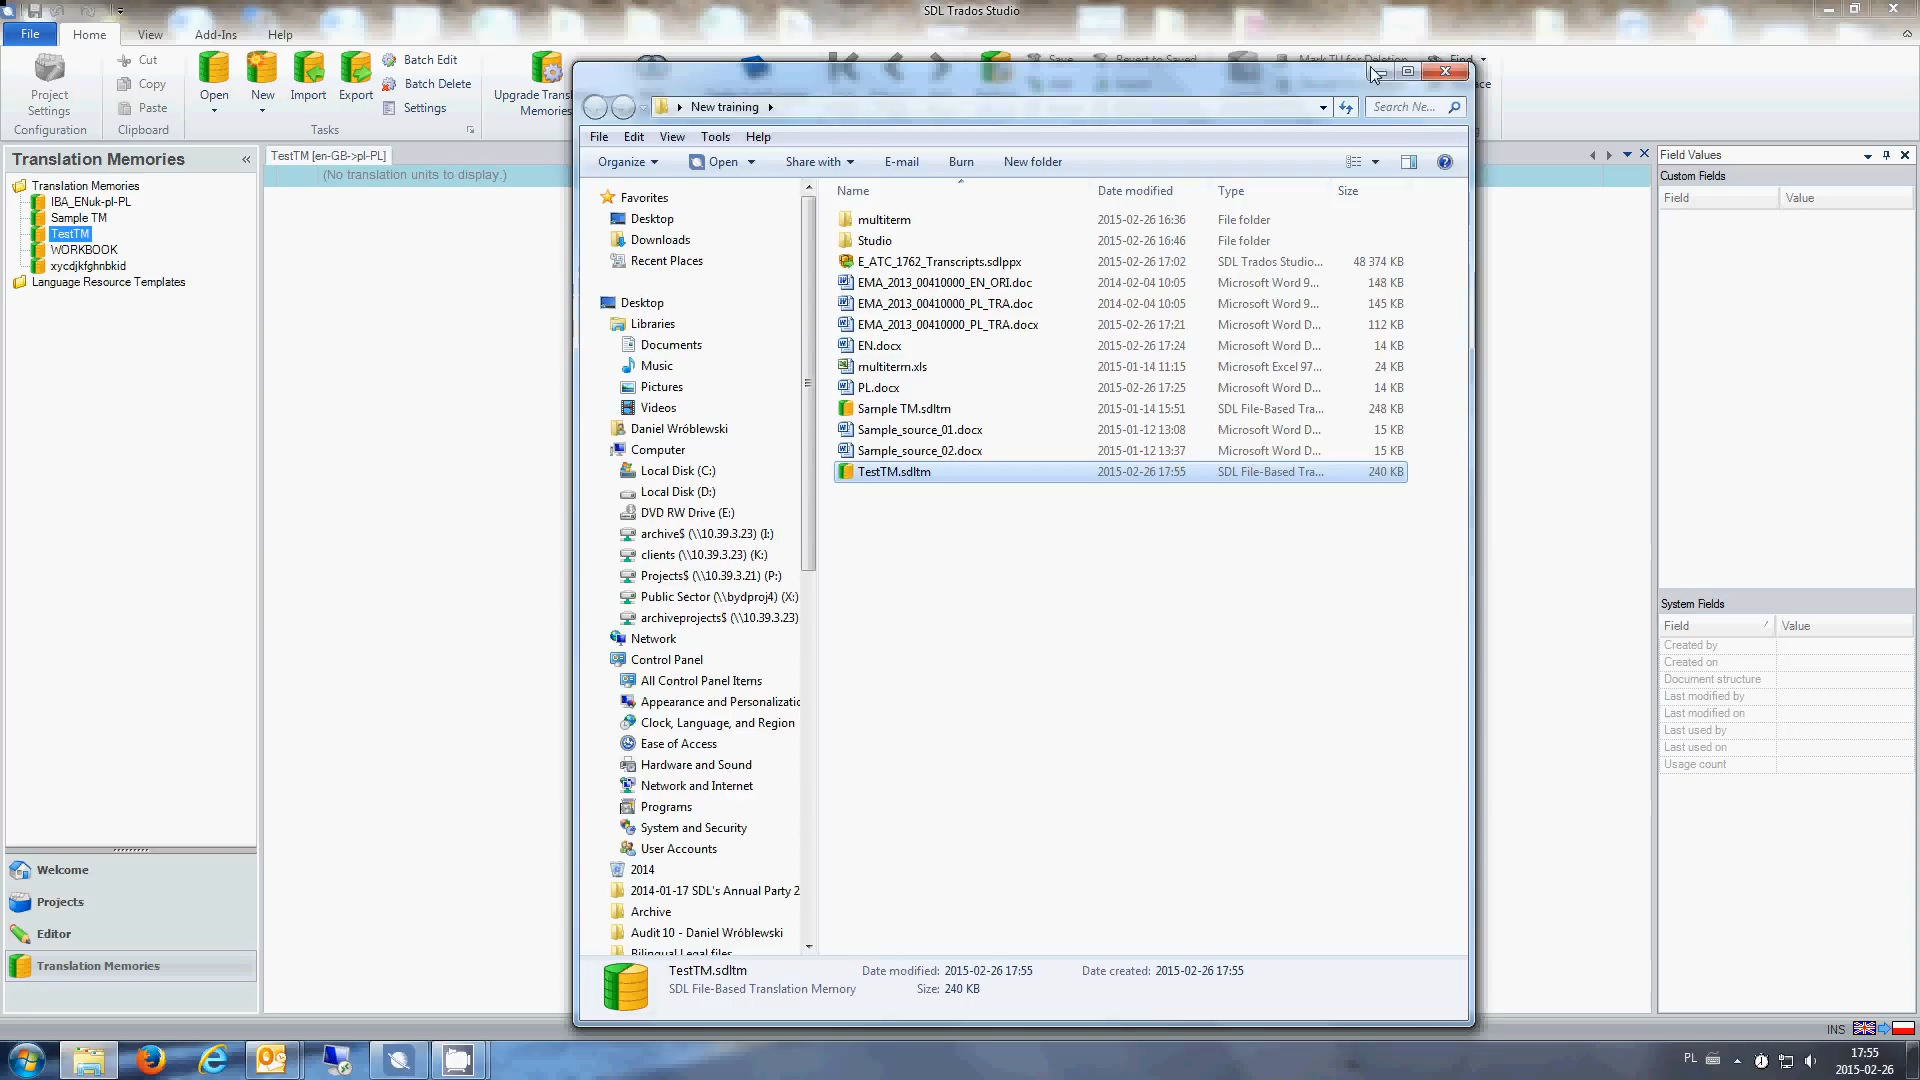 SDL Trados Studio
File
Home
View
Add-Ins
Help
Project Settings
Configuration
Cut
Copy
Paste
Clipboard
Open
New
Import
Export
Batch Edit
Batch Delete
Settings
Tasks
Upgrade Trans
Memories
Save
Revert to Saved
Mark TU for Deletion
Find
Translation Memories
Translation Memories
IBA_ENuk-pl-PL
Sample TM
TestTM
WORKBOOK
xycdjkfghnbkid
Language Resource Templates
Welcome
Projects
Editor
Translation Memories
TestTM [en-GB->pl-PL]
(No translation units to display.)
New training
Search Ne...
File Edit View Tools Help
Organize Open Share with E-mail Burn New folder
Favorites
Desktop
Downloads
Recent Places
Desktop
Libraries
Documents
Music
Pictures
Videos
Daniel Wróblewski
Computer
Local Disk (C:)
Local Disk (D:)
DVD RW Drive (E:)
archive$ (\\10.39.3.23) (I:)
clients (\\10.39.3.23) (K:)
Projects$ (\\10.39.3.21) (P:)
Public Sector (\\bydproj4) (X:)
archiveprojects$ (\\10.39.3.23)
Network
Control Panel
All Control Panel Items
Appearance and Personalizatio
Clock, Language, and Region
Ease of Access
Hardware and Sound
Network and Internet
Programs
System and Security
User Accounts
2014
2014-01-17 SDL's Annual Party 2
Archive
Audit 10 - Daniel Wróblewski
Bilingual Legal files
Name Date modified Type Size
multiterm 2015-02-26 16:36 File folder
Studio 2015-02-26 16:46 File folder
E_ATC_1762_Transcripts.sdlppx 2015-02-26 17:02 SDL Trados Studio... 48 374 KB
EMA_2013_00410000_EN_ORI.doc 2014-02-04 10:05 Microsoft Word 9... 148 KB
EMA_2013_00410000_PL_TRA.doc 2014-02-04 10:05 Microsoft Word 9... 145 KB
EMA_2013_00410000_PL_TRA.docx 2015-02-26 17:21 Microsoft Word D... 112 KB
EN.docx 2015-02-26 17:24 Microsoft Word D... 14 KB
multiterm.xls 2015-01-14 11:15 Microsoft Excel 97... 24 KB
PL.docx 2015-02-26 17:25 Microsoft Word D... 14 KB
Sample TM.sdltm 2015-01-14 15:51 SDL File-Based Tra... 248 KB
Sample_source_01.docx 2015-01-12 13:08 Microsoft Word D... 15 KB
Sample_source_02.docx 2015-01-12 13:37 Microsoft Word D... 15 KB
TestTM.sdltm 2015-02-26 17:55 SDL File-Based Tra... 240 KB
TestTM.sdltm Date modified: 2015-02-26 17:55 Date created: 2015-02-26 17:55
SDL File-Based Translation Memory Size: 240 KB
Field Values
Custom Fields
Field Value
System Fields
Field Value
Created by
Created on
Document structure
Last modified by
Last modified on
Last used by
Last used on
Usage count
INS
PL
17:55
2015-02-26